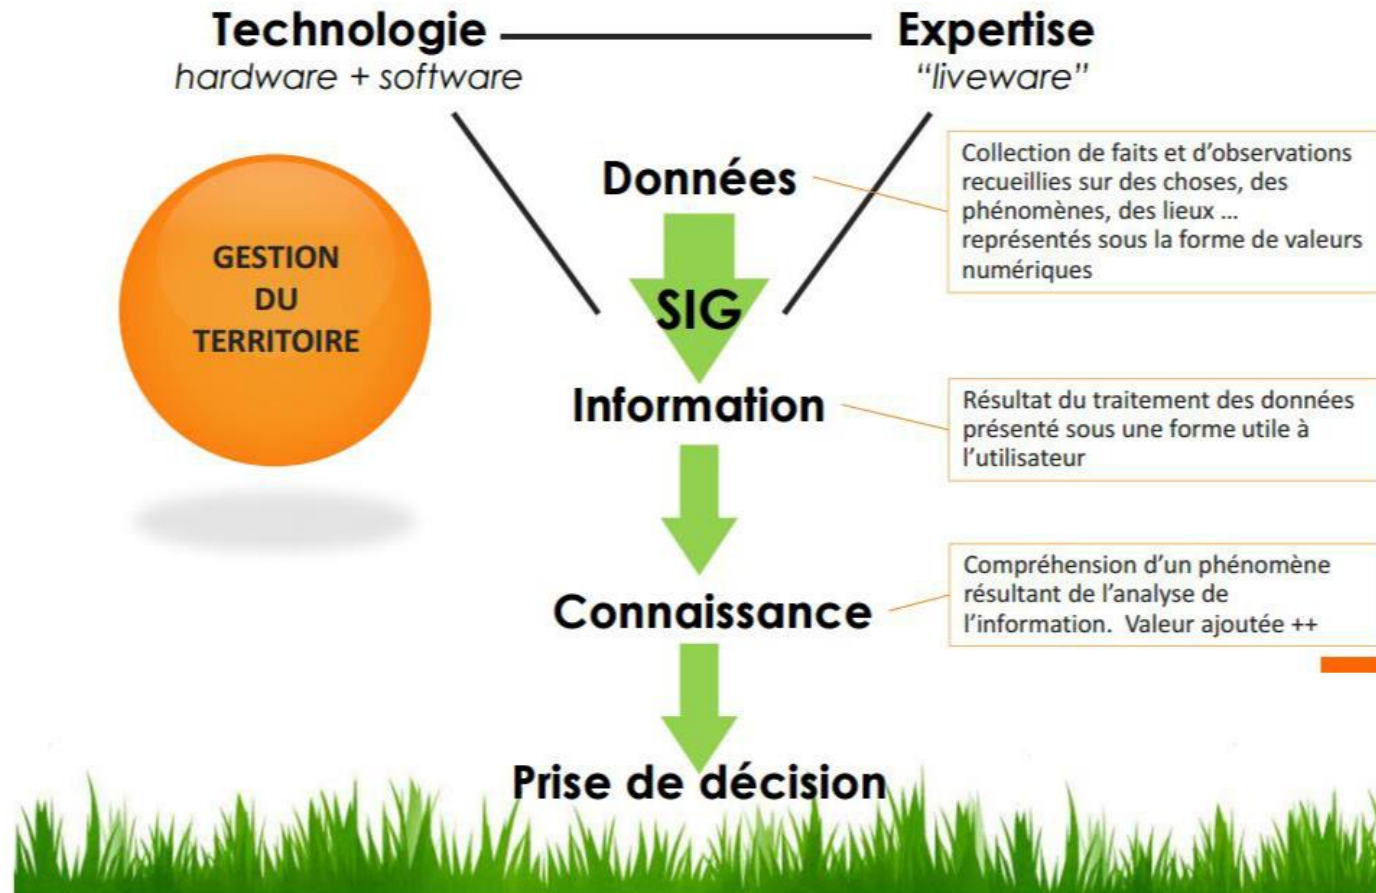 Technologie
hardware + software
Expertise
“liveware”
Données
Collection de faits et d’observations
recueillies sur des choses, des
phénomènes, des lieux ...
représentés sous la forme de valeurs
numériques
GESTION
DU
TERRITOIRE
SIG
Information
Résultat du traitement des données
présenté sous une forme utile à
l’utilisateur
Connaissance
Compréhension d’un phénomène
résultant de l’analyse de
l’information.  Valeur ajoutée ++
Prise de décision